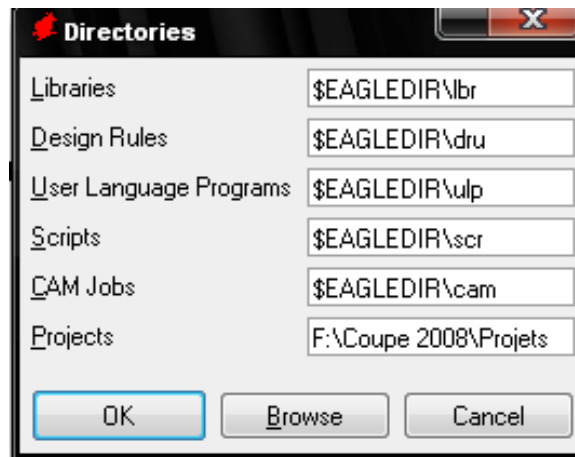 Directories
Libraries $EAGLEDIR\lbr
Design Rules $EAGLEDIR\dru
User Language Programs $EAGLEDIR\ulp
Scripts $EAGLEDIR\scr
CAM Jobs $EAGLEDIR\cam
Projects F:\Coupe 2008\Projets
OK Browse Cancel